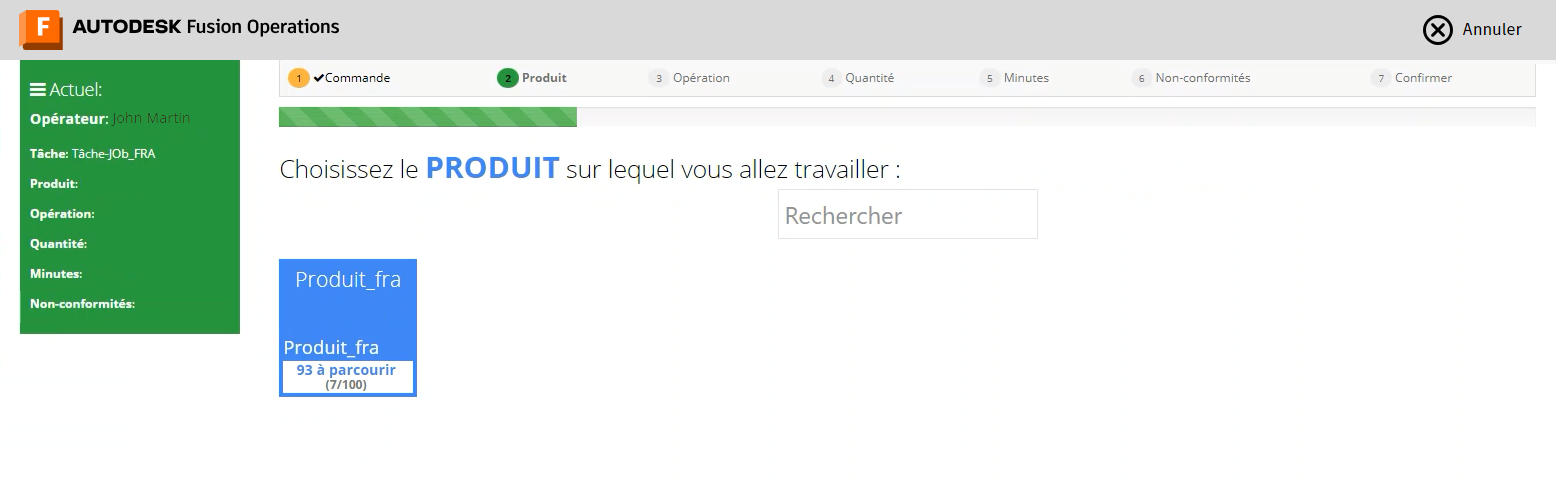 F AUTODESK Fusion Operations
Annuler
Actuel:
Opérateur: John Martin
Tâche: Tâche-JOb_FRA
Produit:
Opération:
Quantité:
Minutes:
Non-conformités:
1 Commande 2 Produit 3 Opération 4 Quantité 5 Minutes 6 Non-conformités 7 Confirmer
Choisissez le PRODUIT sur lequel vous allez travailler :
Rechercher
Produit_fra
Produit_fra
93 à parcourir
(7/100)